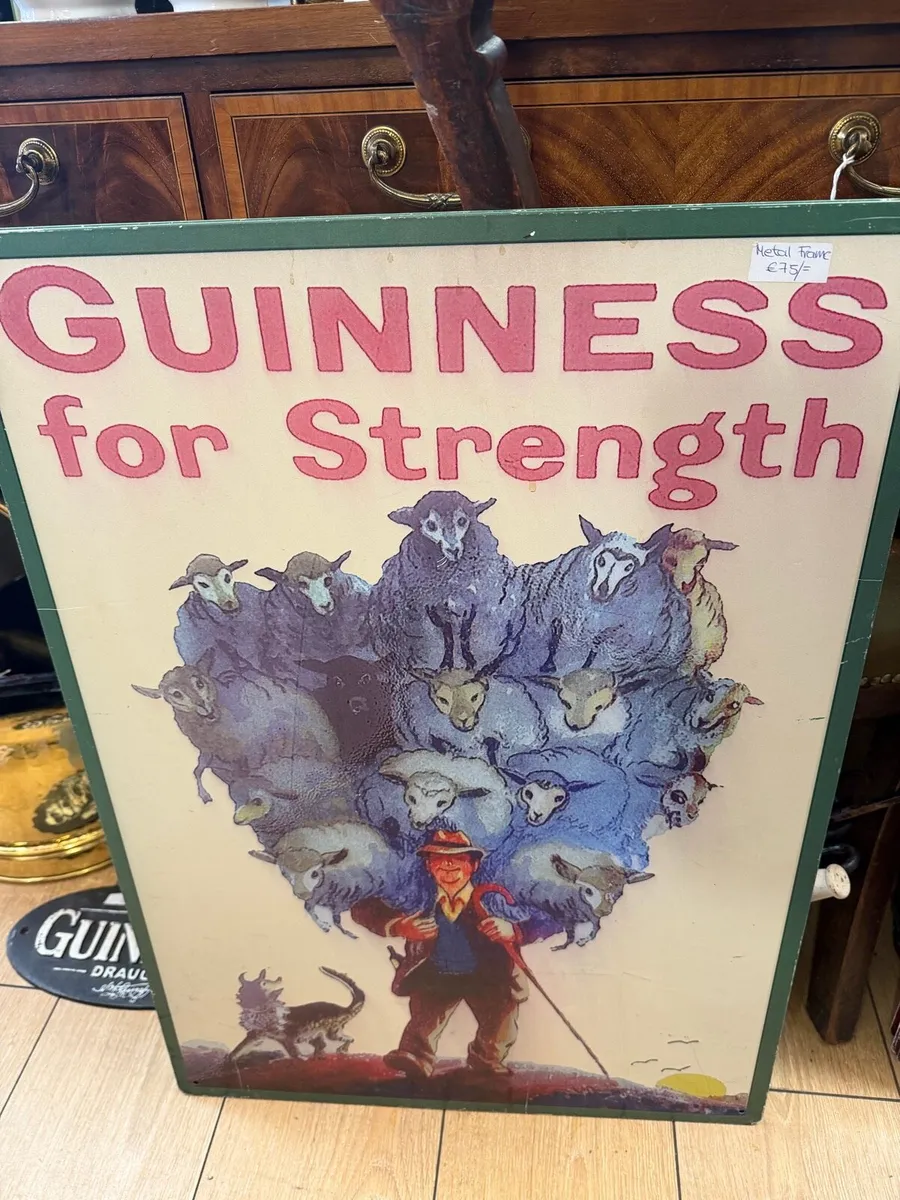 Metal Frame
€75/=
GUINNESS
for Strength
GUIN
DRAU